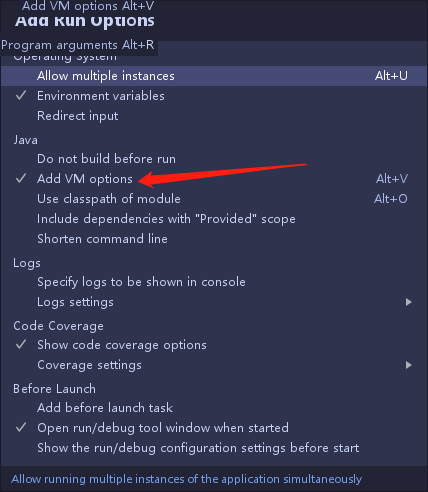 Add VM options Alt+V
Add Run Options
Program arguments Alt+R
Operating System
Allow multiple instances Alt+U
Environment variables
Redirect input
Java
Do not build before run
Add VM options Alt+V
Use classpath of module Alt+O
Include dependencies with "Provided" scope
Shorten command line
Logs
Specify logs to be shown in console
Logs settings
Code Coverage
Show code coverage options
Coverage settings
Before Launch
Add before launch task
Open run/debug tool window when started
Show the run/debug configuration settings before start
Allow running multiple instances of the application simultaneously